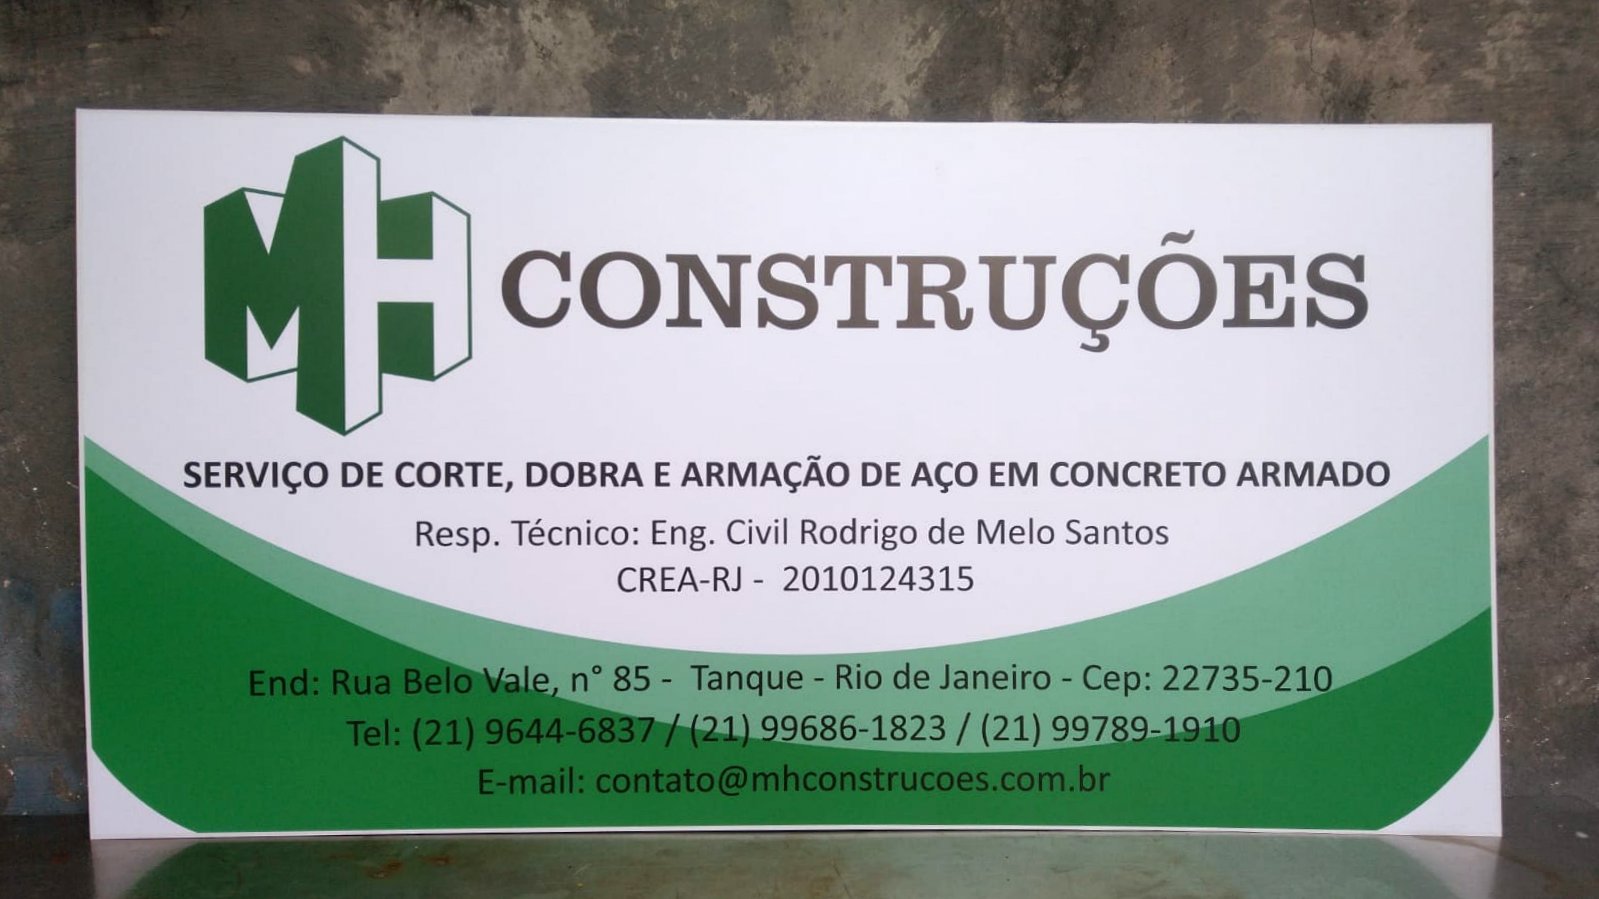 MH CONSTRUÇÕES
SERVIÇO DE CORTE, DOBRA E ARMAÇÃO DE AÇO EM CONCRETO ARMADO
Resp. Técnico: Eng. Civil Rodrigo de Melo Santos
CREA-RJ - 2010124315
End: Rua Belo Vale, n° 85 - Tanque - Rio de Janeiro - Cep: 22735-210
Tel: (21) 9644-6837 / (21) 99686-1823 / (21) 99789-1910
E-mail: contato@mhconstrucoes.com.br